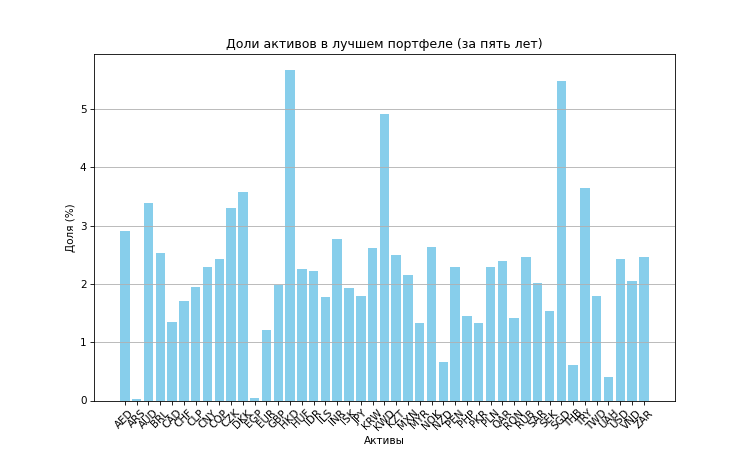 Доли активов в лучшем портфеле (за пять лет)
Доля (%)
5
4
3
2
1
0
AED
ARS
AUD
BRL
CAD
CHF
CLP
CNY
COP
CZK
DKK
EGP
EUR
GBP
HKD
HUF
IDR
ILS
INR
ISK
JPY
KRW
KWD
KZT
MXN
MYR
NOK
NZD
PEN
PHP
PKR
PLN
QAR
RON
RUB
SAR
SEK
SGD
THB
TRY
TWD
UAH
USD
VND
ZAR
Активы